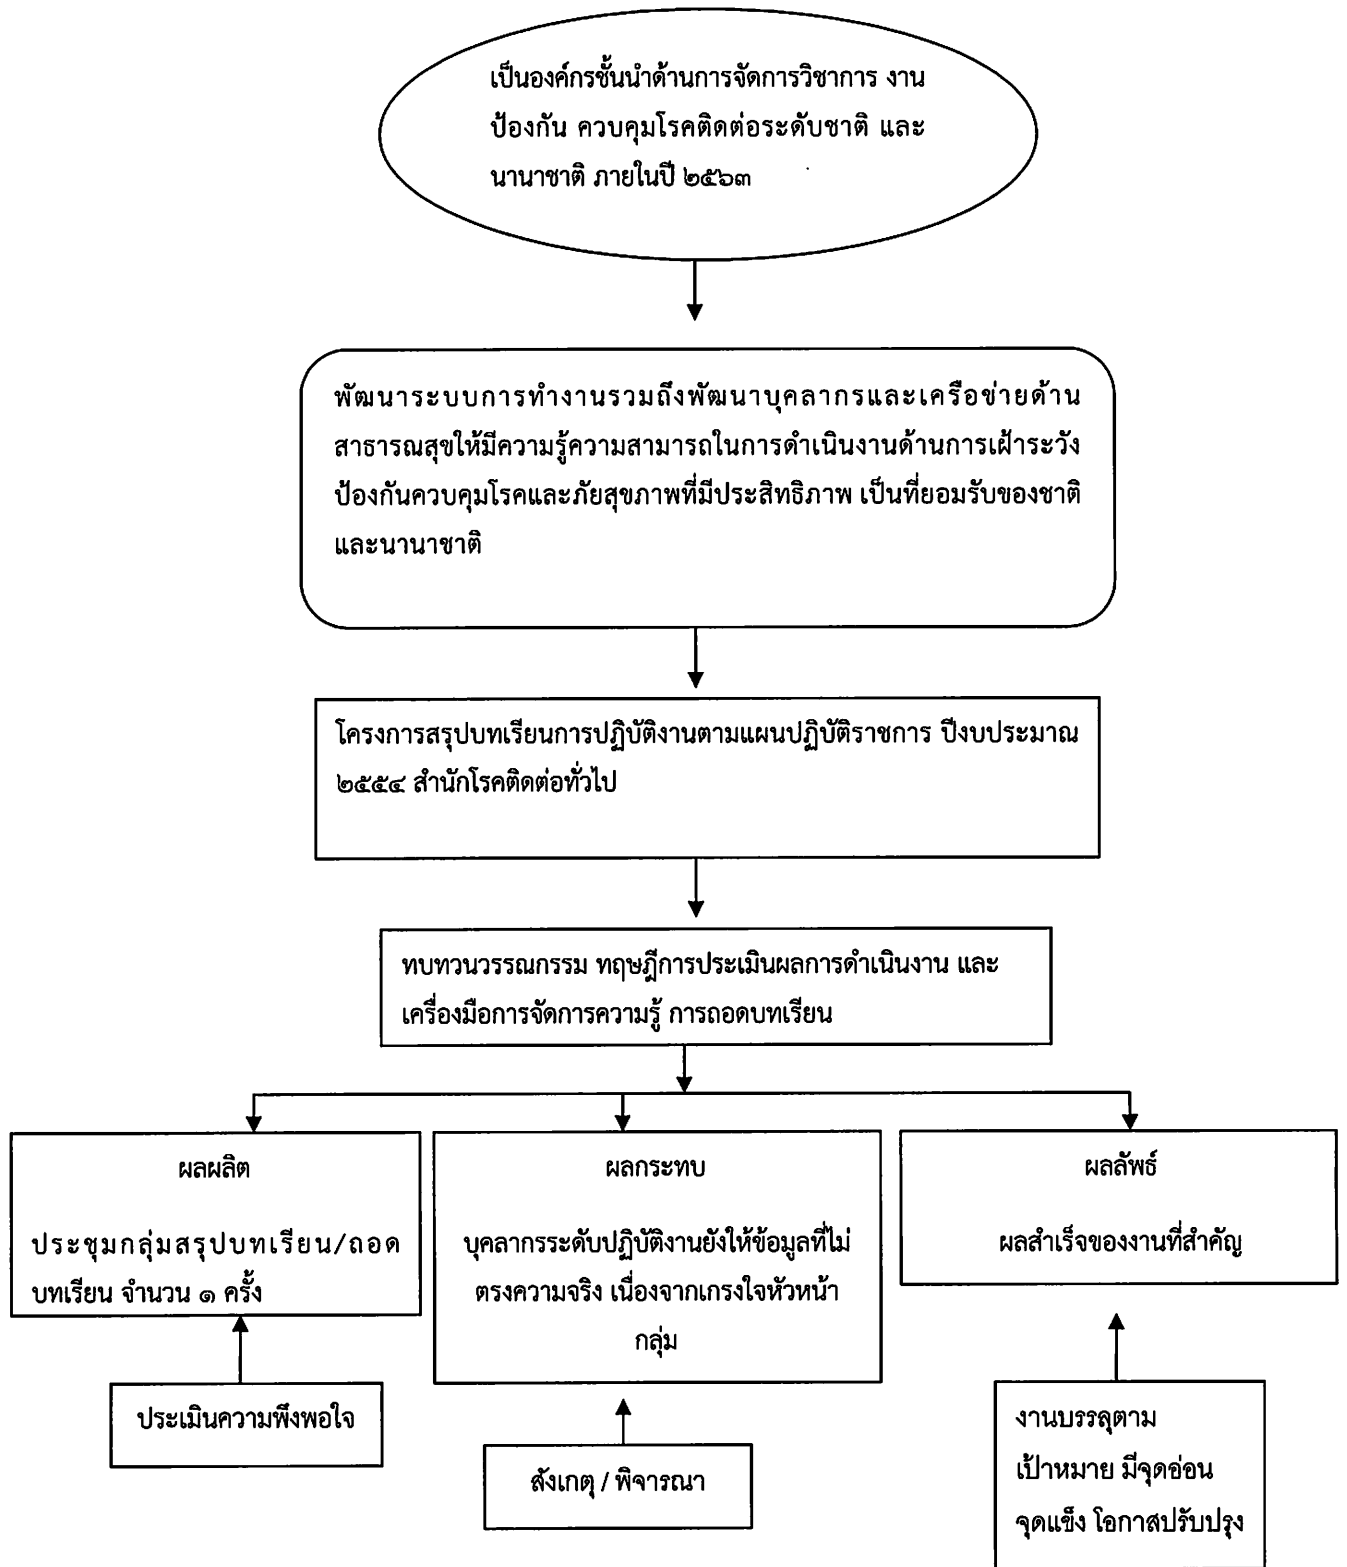 เป็นองค์กรชั้นนำด้านการจัดการวิชาการ งาน
ป้องกัน ควบคุมโรคติดต่อระดับชาติ และ
นานาชาติ ภายในปี ๒๕๖๓
พัฒนาระบบการทำงานรวมถึงพัฒนาบุคลากรและเครือข่ายด้าน
สาธารณสุขให้มีความรู้ความสามารถในการดำเนินงานด้านการเฝ้าระวัง
ป้องกันควบคุมโรคและภัยสุขภาพที่มีประสิทธิภาพ เป็นที่ยอมรับของชาติ
และนานาชาติ
โครงการสรุปบทเรียนการปฏิบัติงานตามแผนปฏิบัติราชการ ปีงบประมาณ
๒๕๕๔ สำนักโรคติดต่อทั่วไป
ทบทวนวรรณกรรม ทฤษฎีการประเมินผลการดำเนินงาน และ
เครื่องมือการจัดการความรู้ การถอดบทเรียน
ผลผลิต
ประชุมกลุ่มสรุปบทเรียน/ถอด
บทเรียน จำนวน ๑ ครั้ง
ประเมินความพึงพอใจ
ผลกระทบ
บุคลากรระดับปฏิบัติงานยังให้ข้อมูลที่ไม่
ตรงความจริง เนื่องจากเกรงใจหัวหน้า
กลุ่ม
สังเกตุ / พิจารณา
ผลลัพธ์
ผลสำเร็จของงานที่สำคัญ
งานบรรลุตาม
เป้าหมาย มีจุดอ่อน
จุดแข็ง โอกาสปรับปรุง